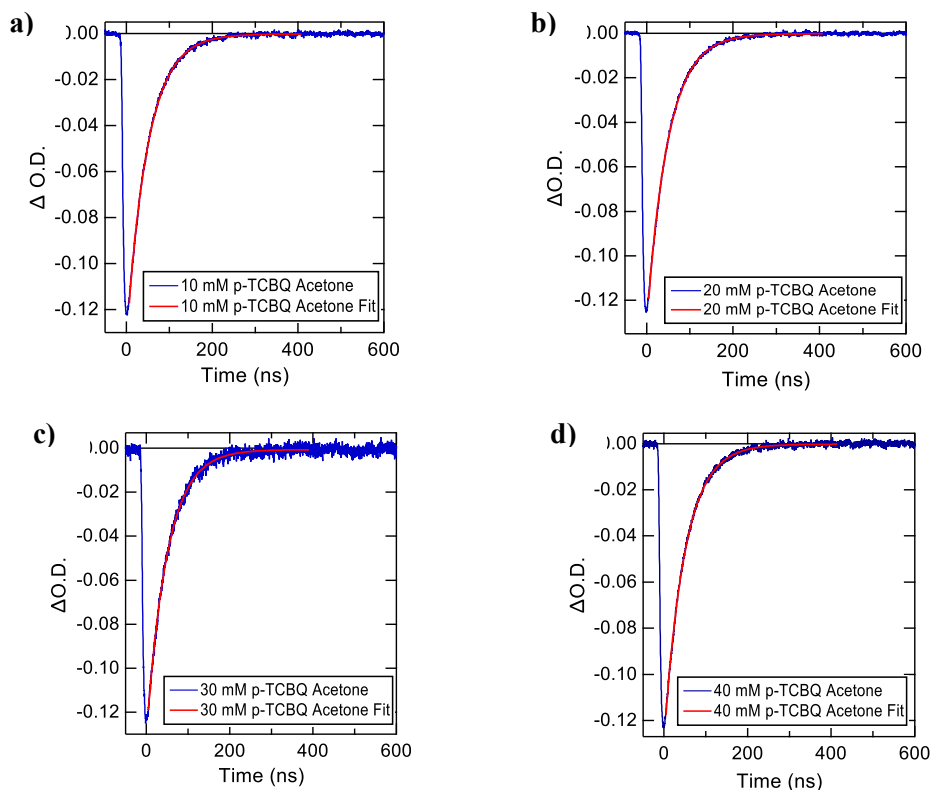 a)
0.00
-0.02
-0.04
-0.06
-0.08
-0.10
-0.12
Δ O.D.
10 mM p-TCBQ Acetone
10 mM p-TCBQ Acetone Fit
0 200 400 600
Time (ns)
b)
0.00
-0.02
-0.04
-0.06
-0.08
-0.10
-0.12
ΔO.D.
20 mM p-TCBQ Acetone
20 mM p-TCBQ Acetone Fit
0 200 400 600
Time (ns)
c)
0.00
-0.02
-0.04
-0.06
-0.08
-0.10
-0.12
ΔO.D.
30 mM p-TCBQ Acetone
30 mM p-TCBQ Acetone Fit
0 200 400 600
Time (ns)
d)
0.00
-0.02
-0.04
-0.06
-0.08
-0.10
-0.12
ΔO.D.
40 mM p-TCBQ Acetone
40 mM p-TCBQ Acetone Fit
0 200 400 600
Time (ns)